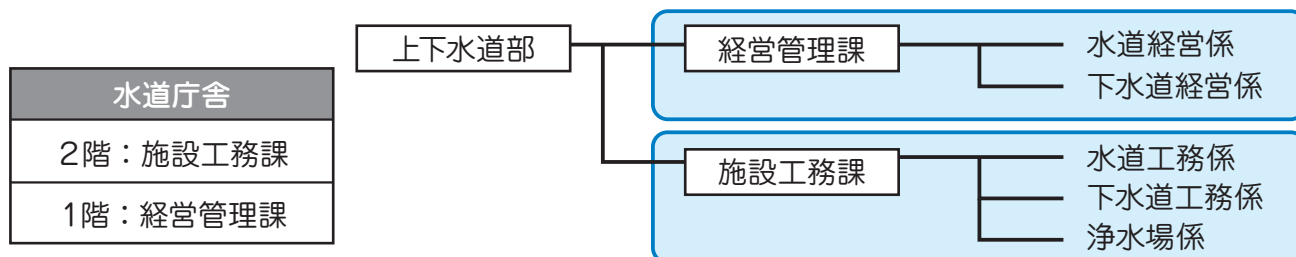 水道庁舎
2階：施設工務課
1階：経営管理課
上下水道部
経営管理課
水道経営係
下水道経営係
施設工務課
水道工務係
下水道工務係
浄水場係